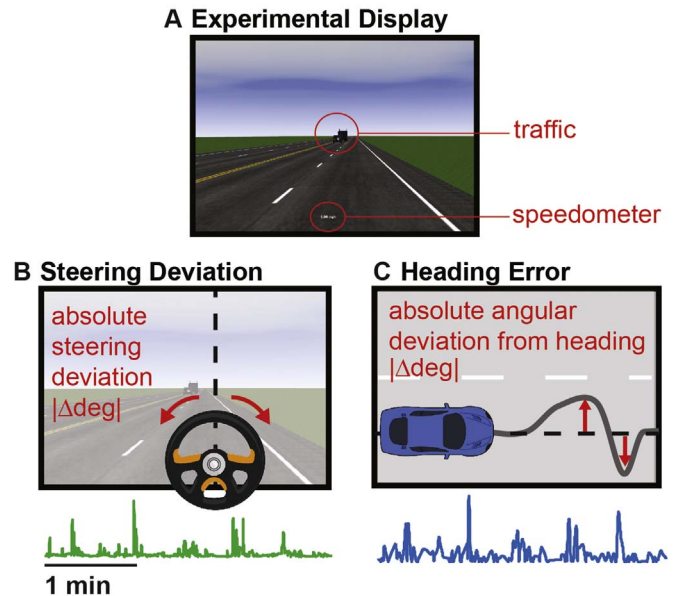 A Experimental Display
traffic
speedometer
B Steering Deviation
absolute
steering
deviation
|Δdeg|
C Heading Error
absolute angular
deviation from heading
|Δdeg|
1 min